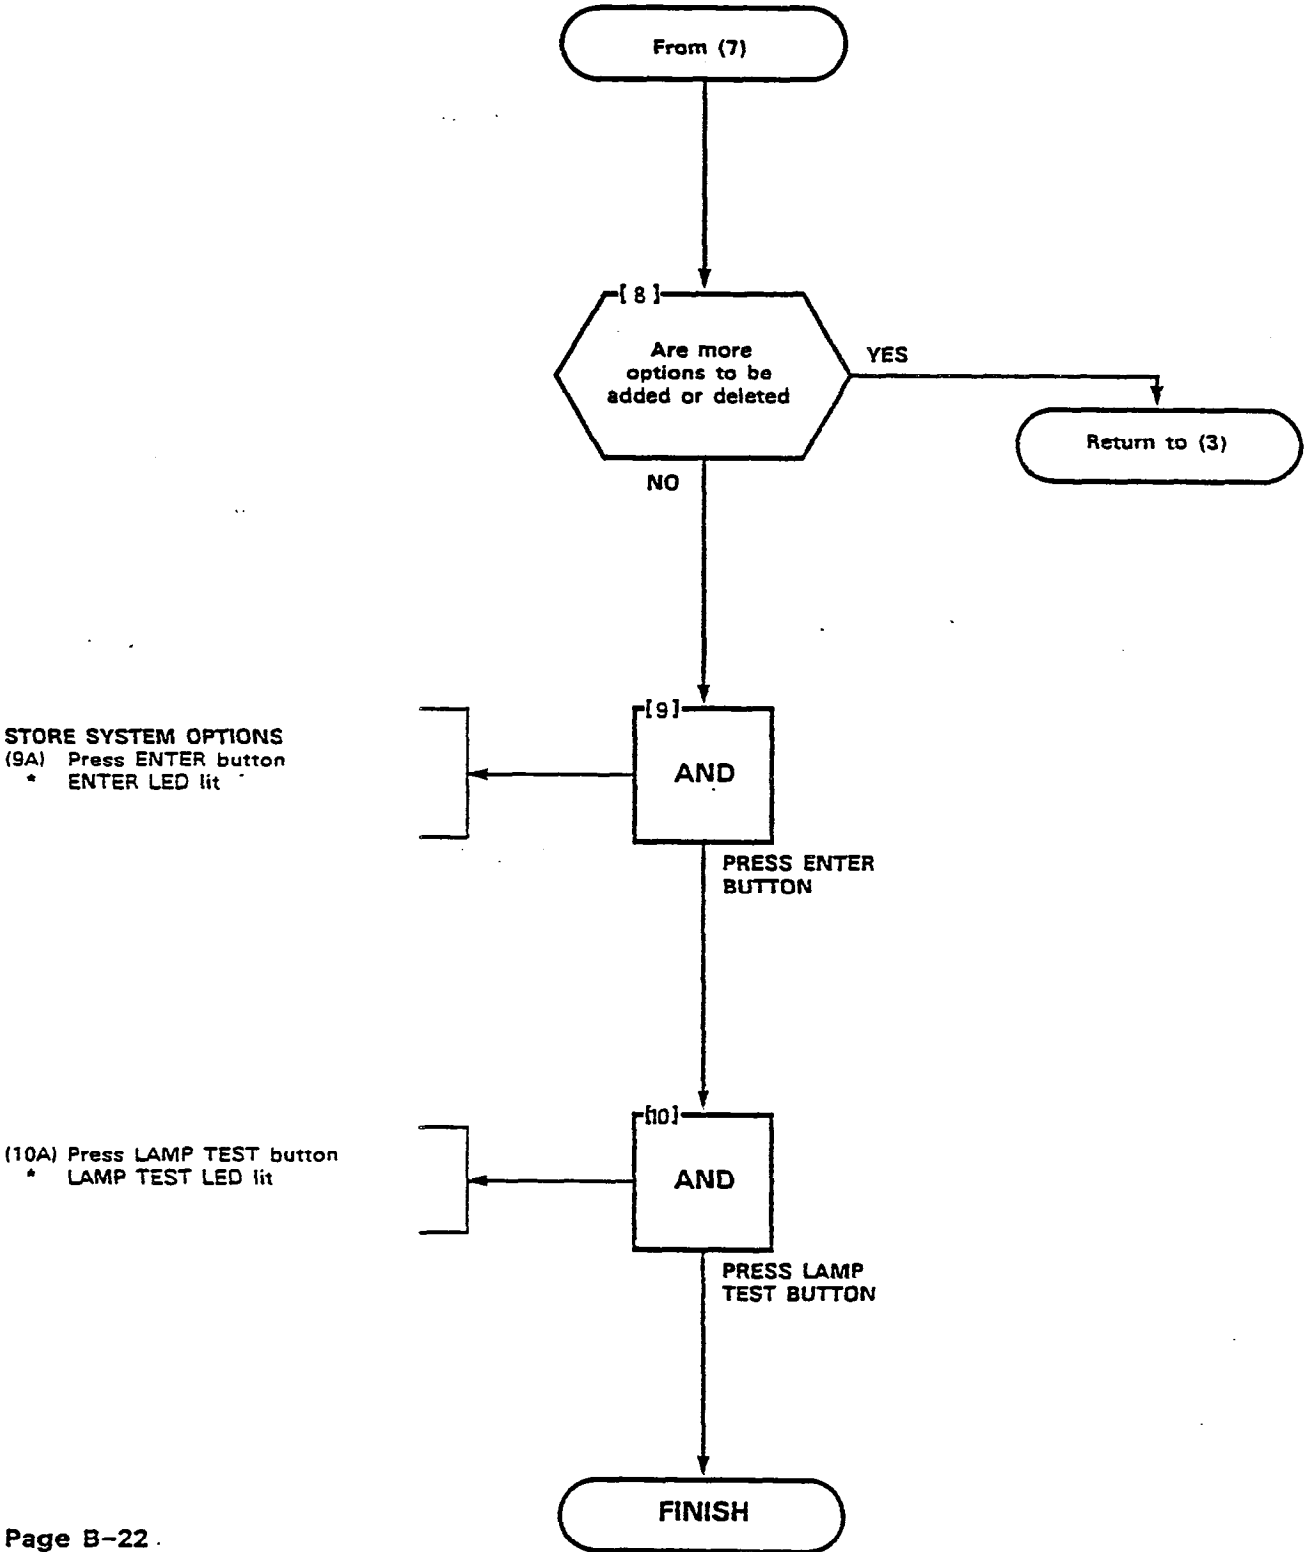 From (7)
[ 8 ]
Are more
options to be
added or deleted
YES
Return to (3)
NO
[9]
AND
STORE SYSTEM OPTIONS
(9A) Press ENTER button
* ENTER LED lit
PRESS ENTER
BUTTON
[10]
AND
(10A) Press LAMP TEST button
* LAMP TEST LED lit
PRESS LAMP
TEST BUTTON
FINISH
Page B-22